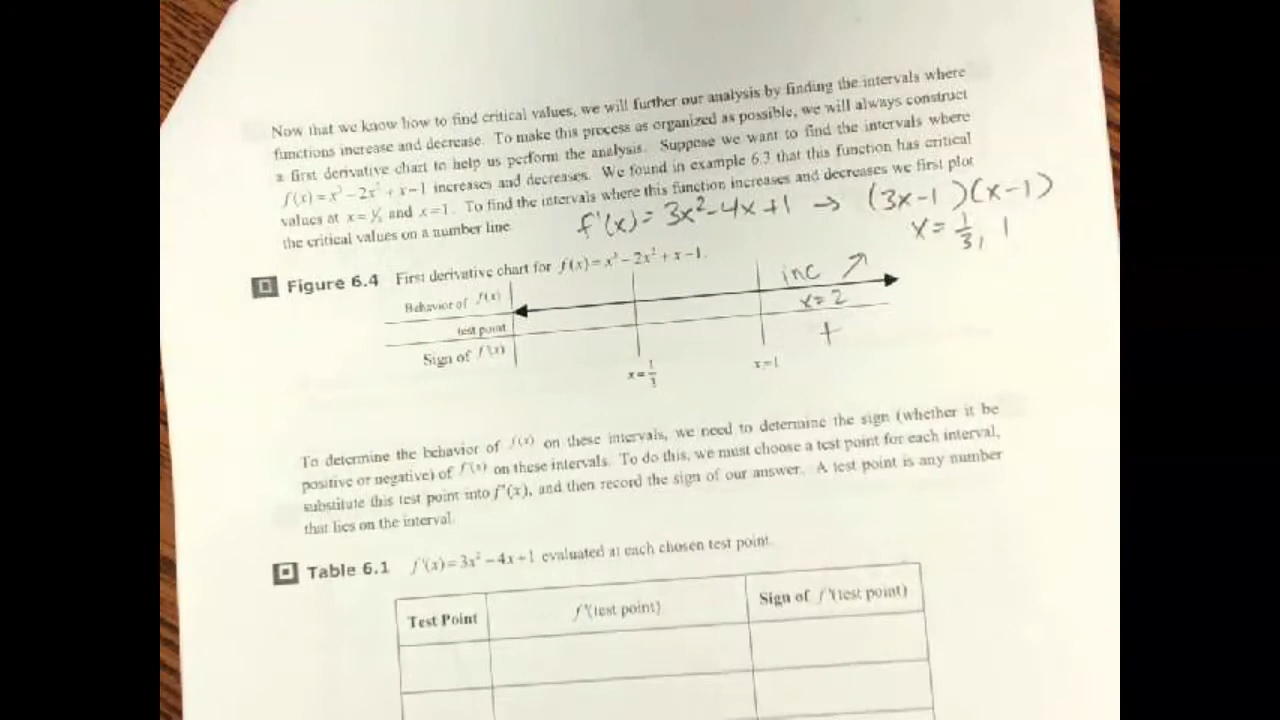 Now that we know how to find critical values, we will further our analysis by finding the intervals where
functions increase and decrease. To make this process as organized as possible, we will always construct
a first derivative chart to help us perform the analysis. Suppose we want to find the intervals where
f(x) = x³ − 2x² + x − 1 increases and decreases. We found in example 6.3 that this function has critical
values at x = ⅓ and x = 1. To find the intervals where this function increases and decreases we first plot
the critical values on a number line.
f'(x) = 3x² − 4x + 1 → (3x − 1)(x − 1)
x = 1/3, 1
Figure 6.4 First derivative chart for f(x) = x³ − 2x² + x − 1.
Behavior of f(x) inc ↗
test point x = 2
Sign of f'(x) +
x = 1/3 x = 1
To determine the behavior of f(x) on these intervals, we need to determine the sign (whether it be
positive or negative) of f'(x) on these intervals. To do this, we must choose a test point for each interval,
substitute this test point into f'(x), and then record the sign of our answer. A test point is any number
that lies on the interval.
Table 6.1 f'(x) = 3x² − 4x + 1 evaluated at each chosen test point.
Test Point f'(test point) Sign of f'(test point)